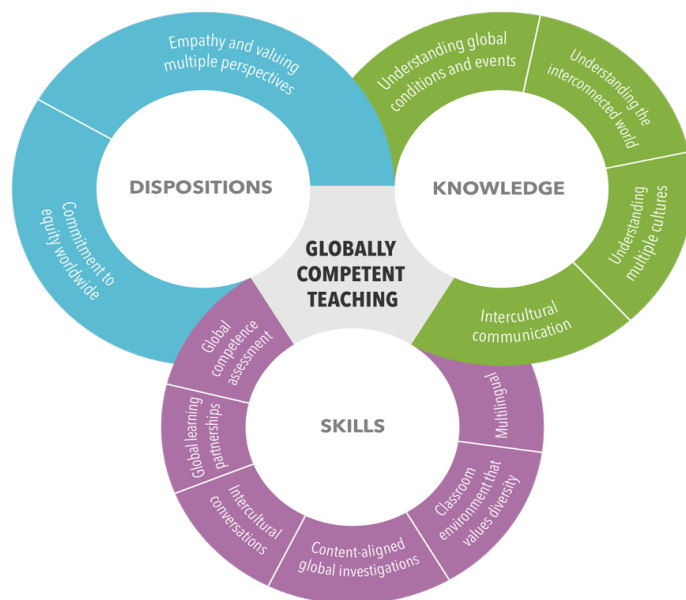 Empathy and valuing
multiple perspectives
Commitment to
equity worldwide
DISPOSITIONS
Understanding global
conditions and events
Understanding the
interconnected world
Understanding
multiple cultures
Intercultural
communication
KNOWLEDGE
GLOBALLY
COMPETENT
TEACHING
Global
competence
assessment
Global learning
partnerships
Intercultural
conversations
Content-aligned
global investigations
Classroom
environment that
values diversity
Multilingual
SKILLS